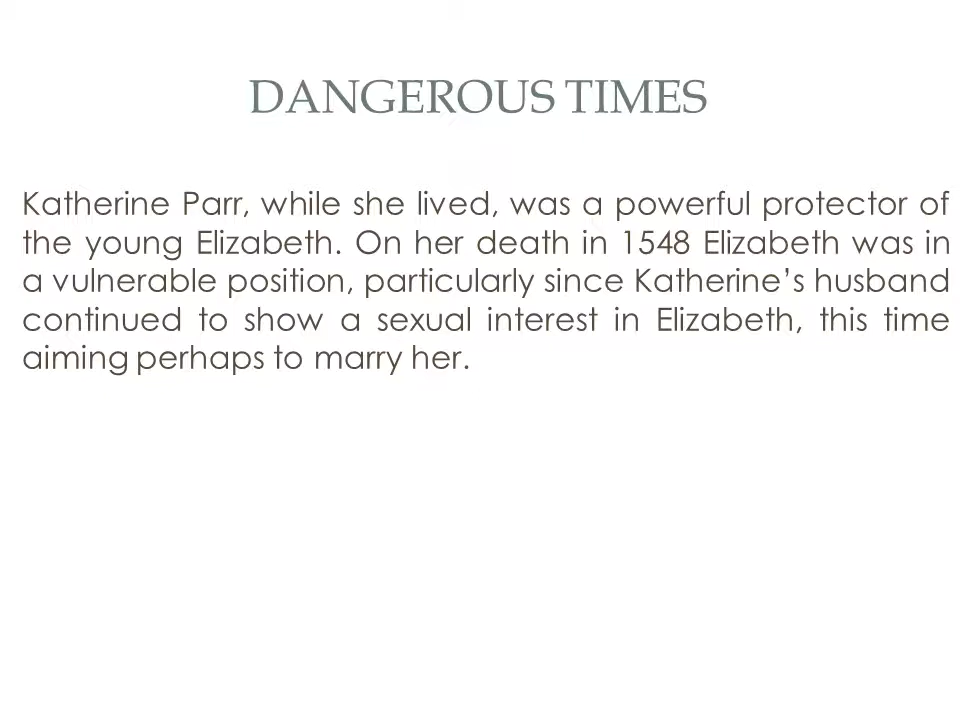 DANGEROUS TIMES
Katherine Parr, while she lived, was a powerful protector of
the young Elizabeth. On her death in 1548 Elizabeth was in
a vulnerable position, particularly since Katherine’s husband
continued to show a sexual interest in Elizabeth, this time
aiming perhaps to marry her.